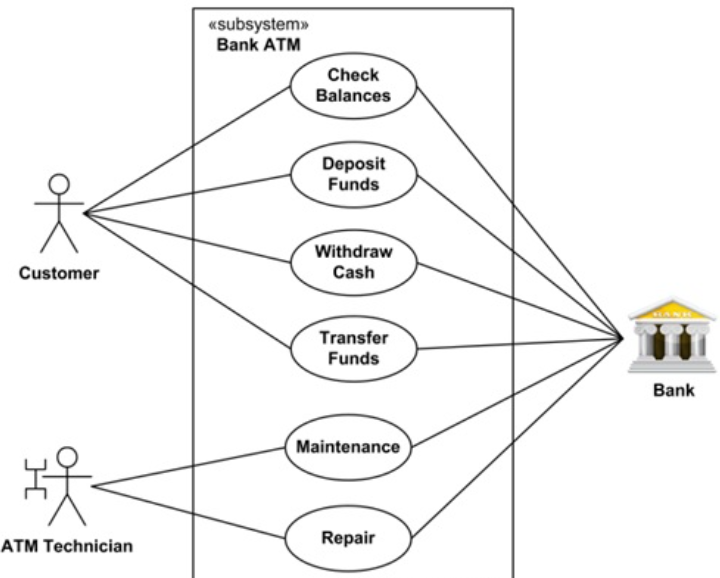 «subsystem»
Bank ATM
Check
Balances
Deposit
Funds
Customer
Withdraw
Cash
Transfer
Funds
BANK
Bank
Maintenance
ATM Technician
Repair